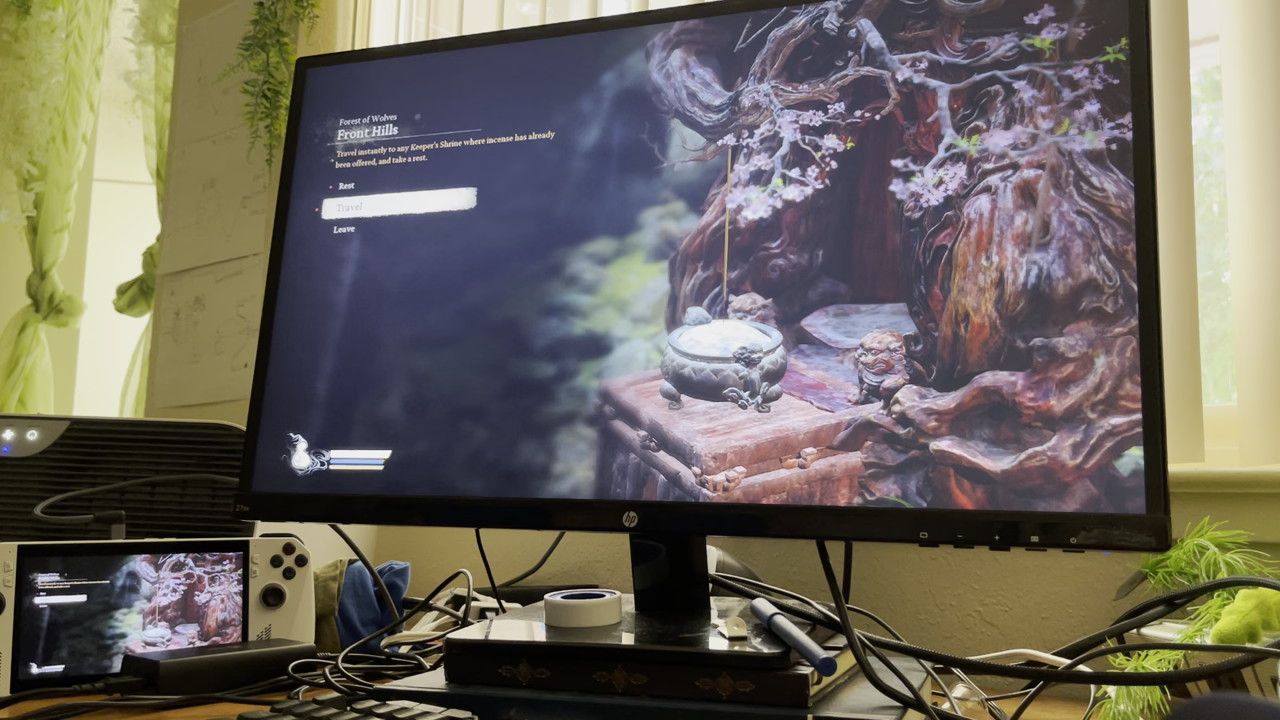 Forest of Wolves
Front Hills
Travel instantly to any Keeper's Shrine where incense has already
been offered, and take a rest.
Rest
Travel
Leave
hp